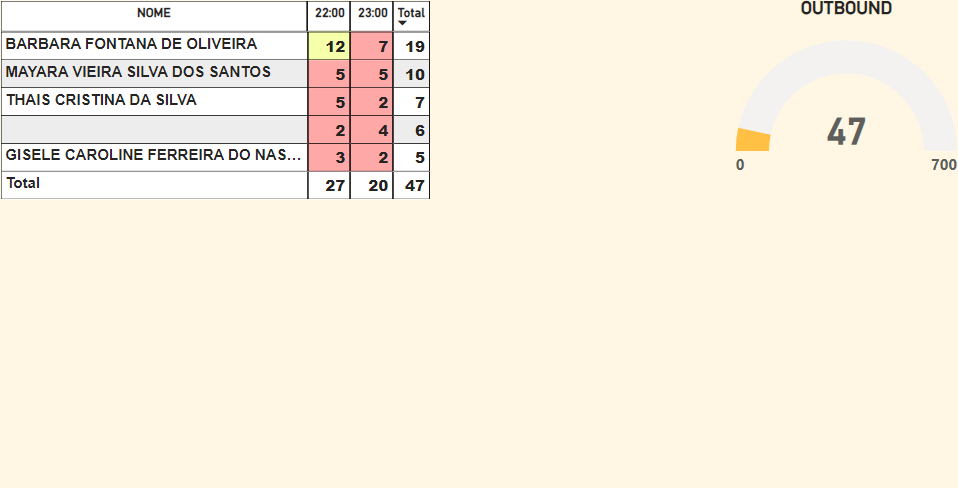 NOME 22:00 23:00 Total
BARBARA FONTANA DE OLIVEIRA 12 7 19
MAYARA VIEIRA SILVA DOS SANTOS 5 5 10
THAIS CRISTINA DA SILVA 5 2 7
2 4 6
GISELE CAROLINE FERREIRA DO NAS... 3 2 5
Total 27 20 47
OUTBOUND
47
0 700